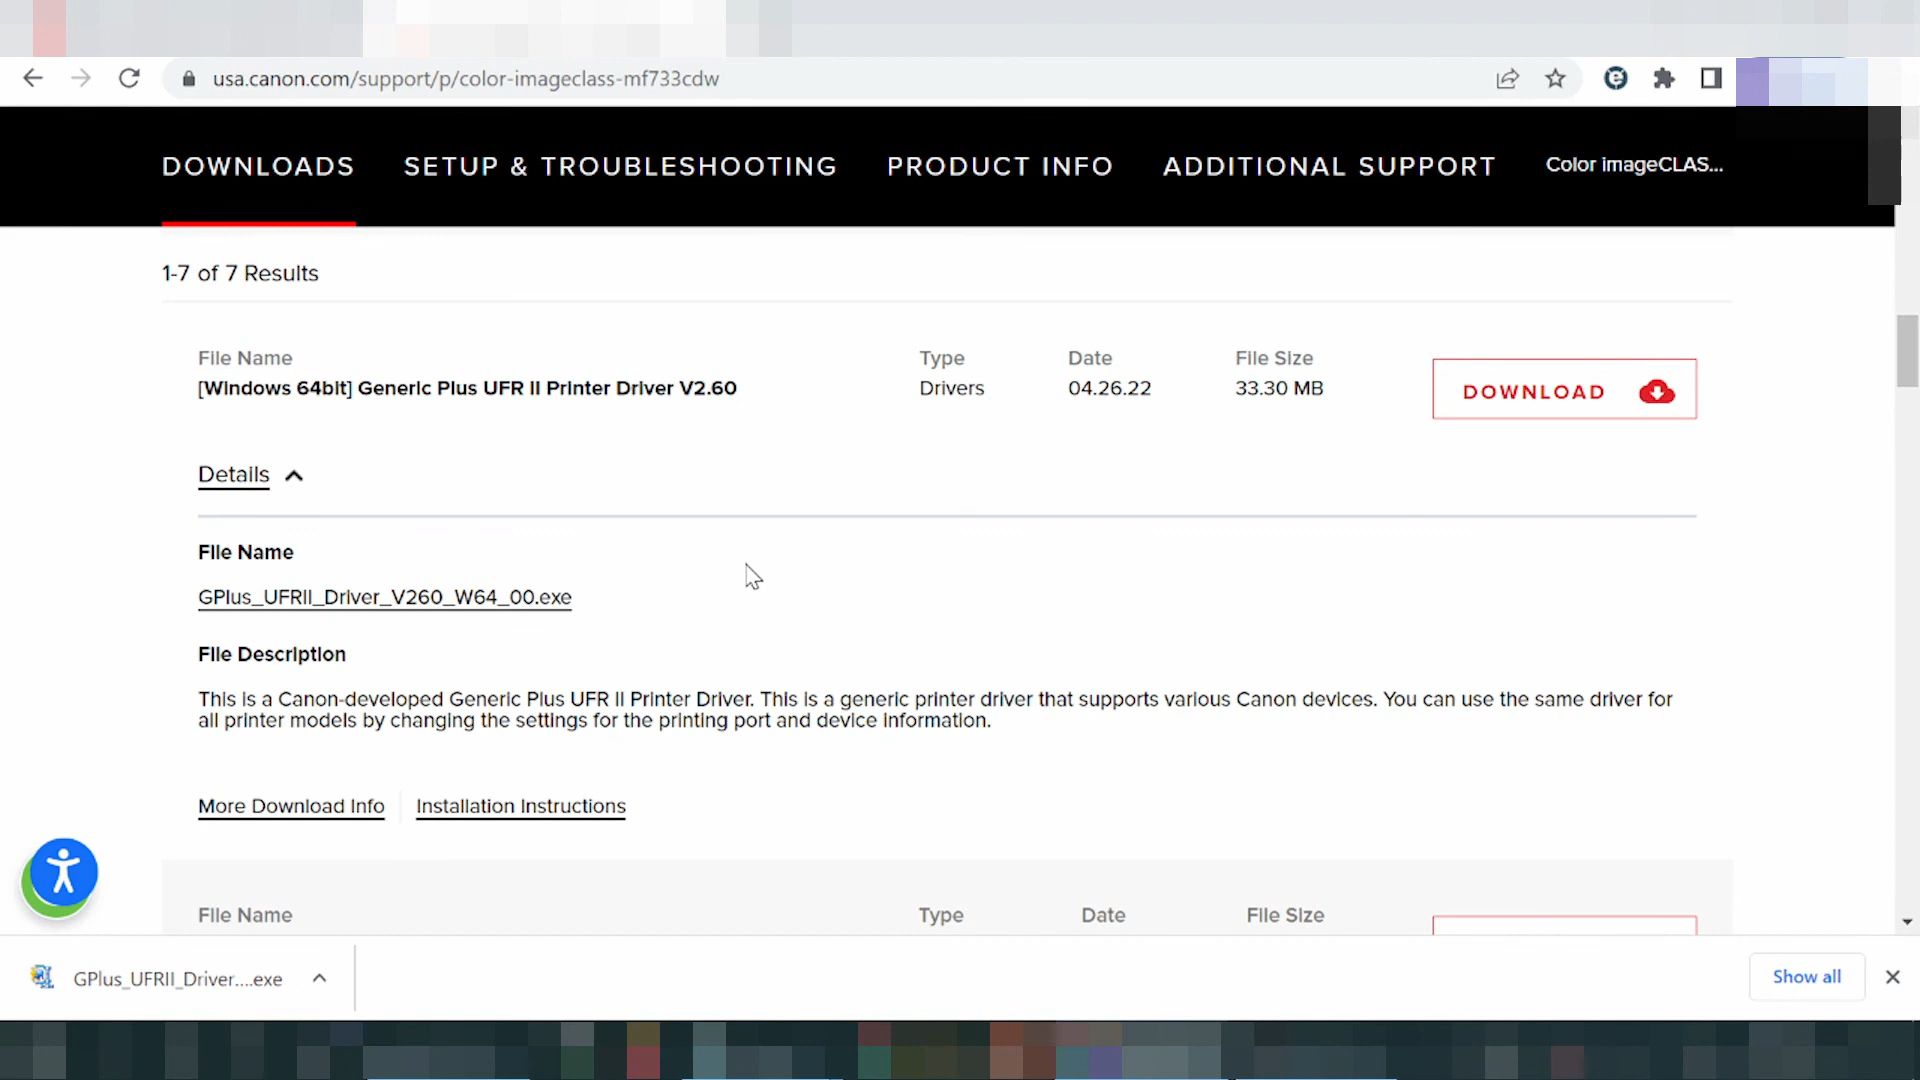 usa.canon.com/support/p/color-imageclass-mf733cdw
DOWNLOADS SETUP & TROUBLESHOOTING PRODUCT INFO ADDITIONAL SUPPORT Color imageCLAS...
1-7 of 7 Results
File Name Type Date File Size
[Windows 64bit] Generic Plus UFR II Printer Driver V2.60 Drivers 04.26.22 33.30 MB
DOWNLOAD
Details
File Name
GPlus_UFRII_Driver_V260_W64_00.exe
File Description
This is a Canon-developed Generic Plus UFR II Printer Driver. This is a generic printer driver that supports various Canon devices. You can use the same driver for
all printer models by changing the settings for the printing port and device information.
More Download Info Installation Instructions
File Name Type Date File Size
GPlus_UFRII_Driver....exe Show all